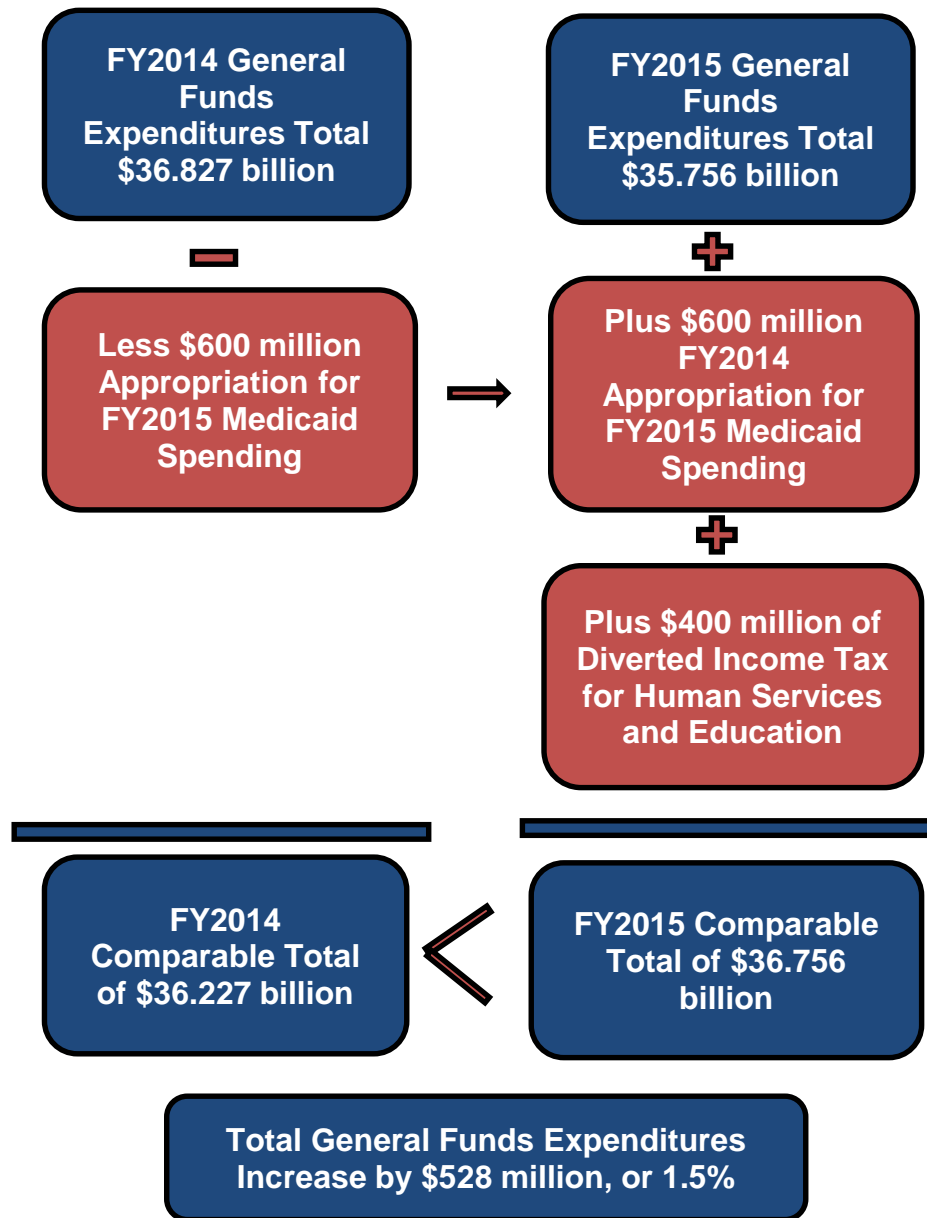 FY2014 General
Funds
Expenditures Total
$36.827 billion
FY2015 General
Funds
Expenditures Total
$35.756 billion
Less $600 million
Appropriation for
FY2015 Medicaid
Spending
Plus $600 million
FY2014
Appropriation for
FY2015 Medicaid
Spending
Plus $400 million of
Diverted Income Tax
for Human Services
and Education
FY2014
Comparable Total
of $36.227 billion
FY2015 Comparable
Total of $36.756
billion
Total General Funds Expenditures
Increase by $528 million, or 1.5%